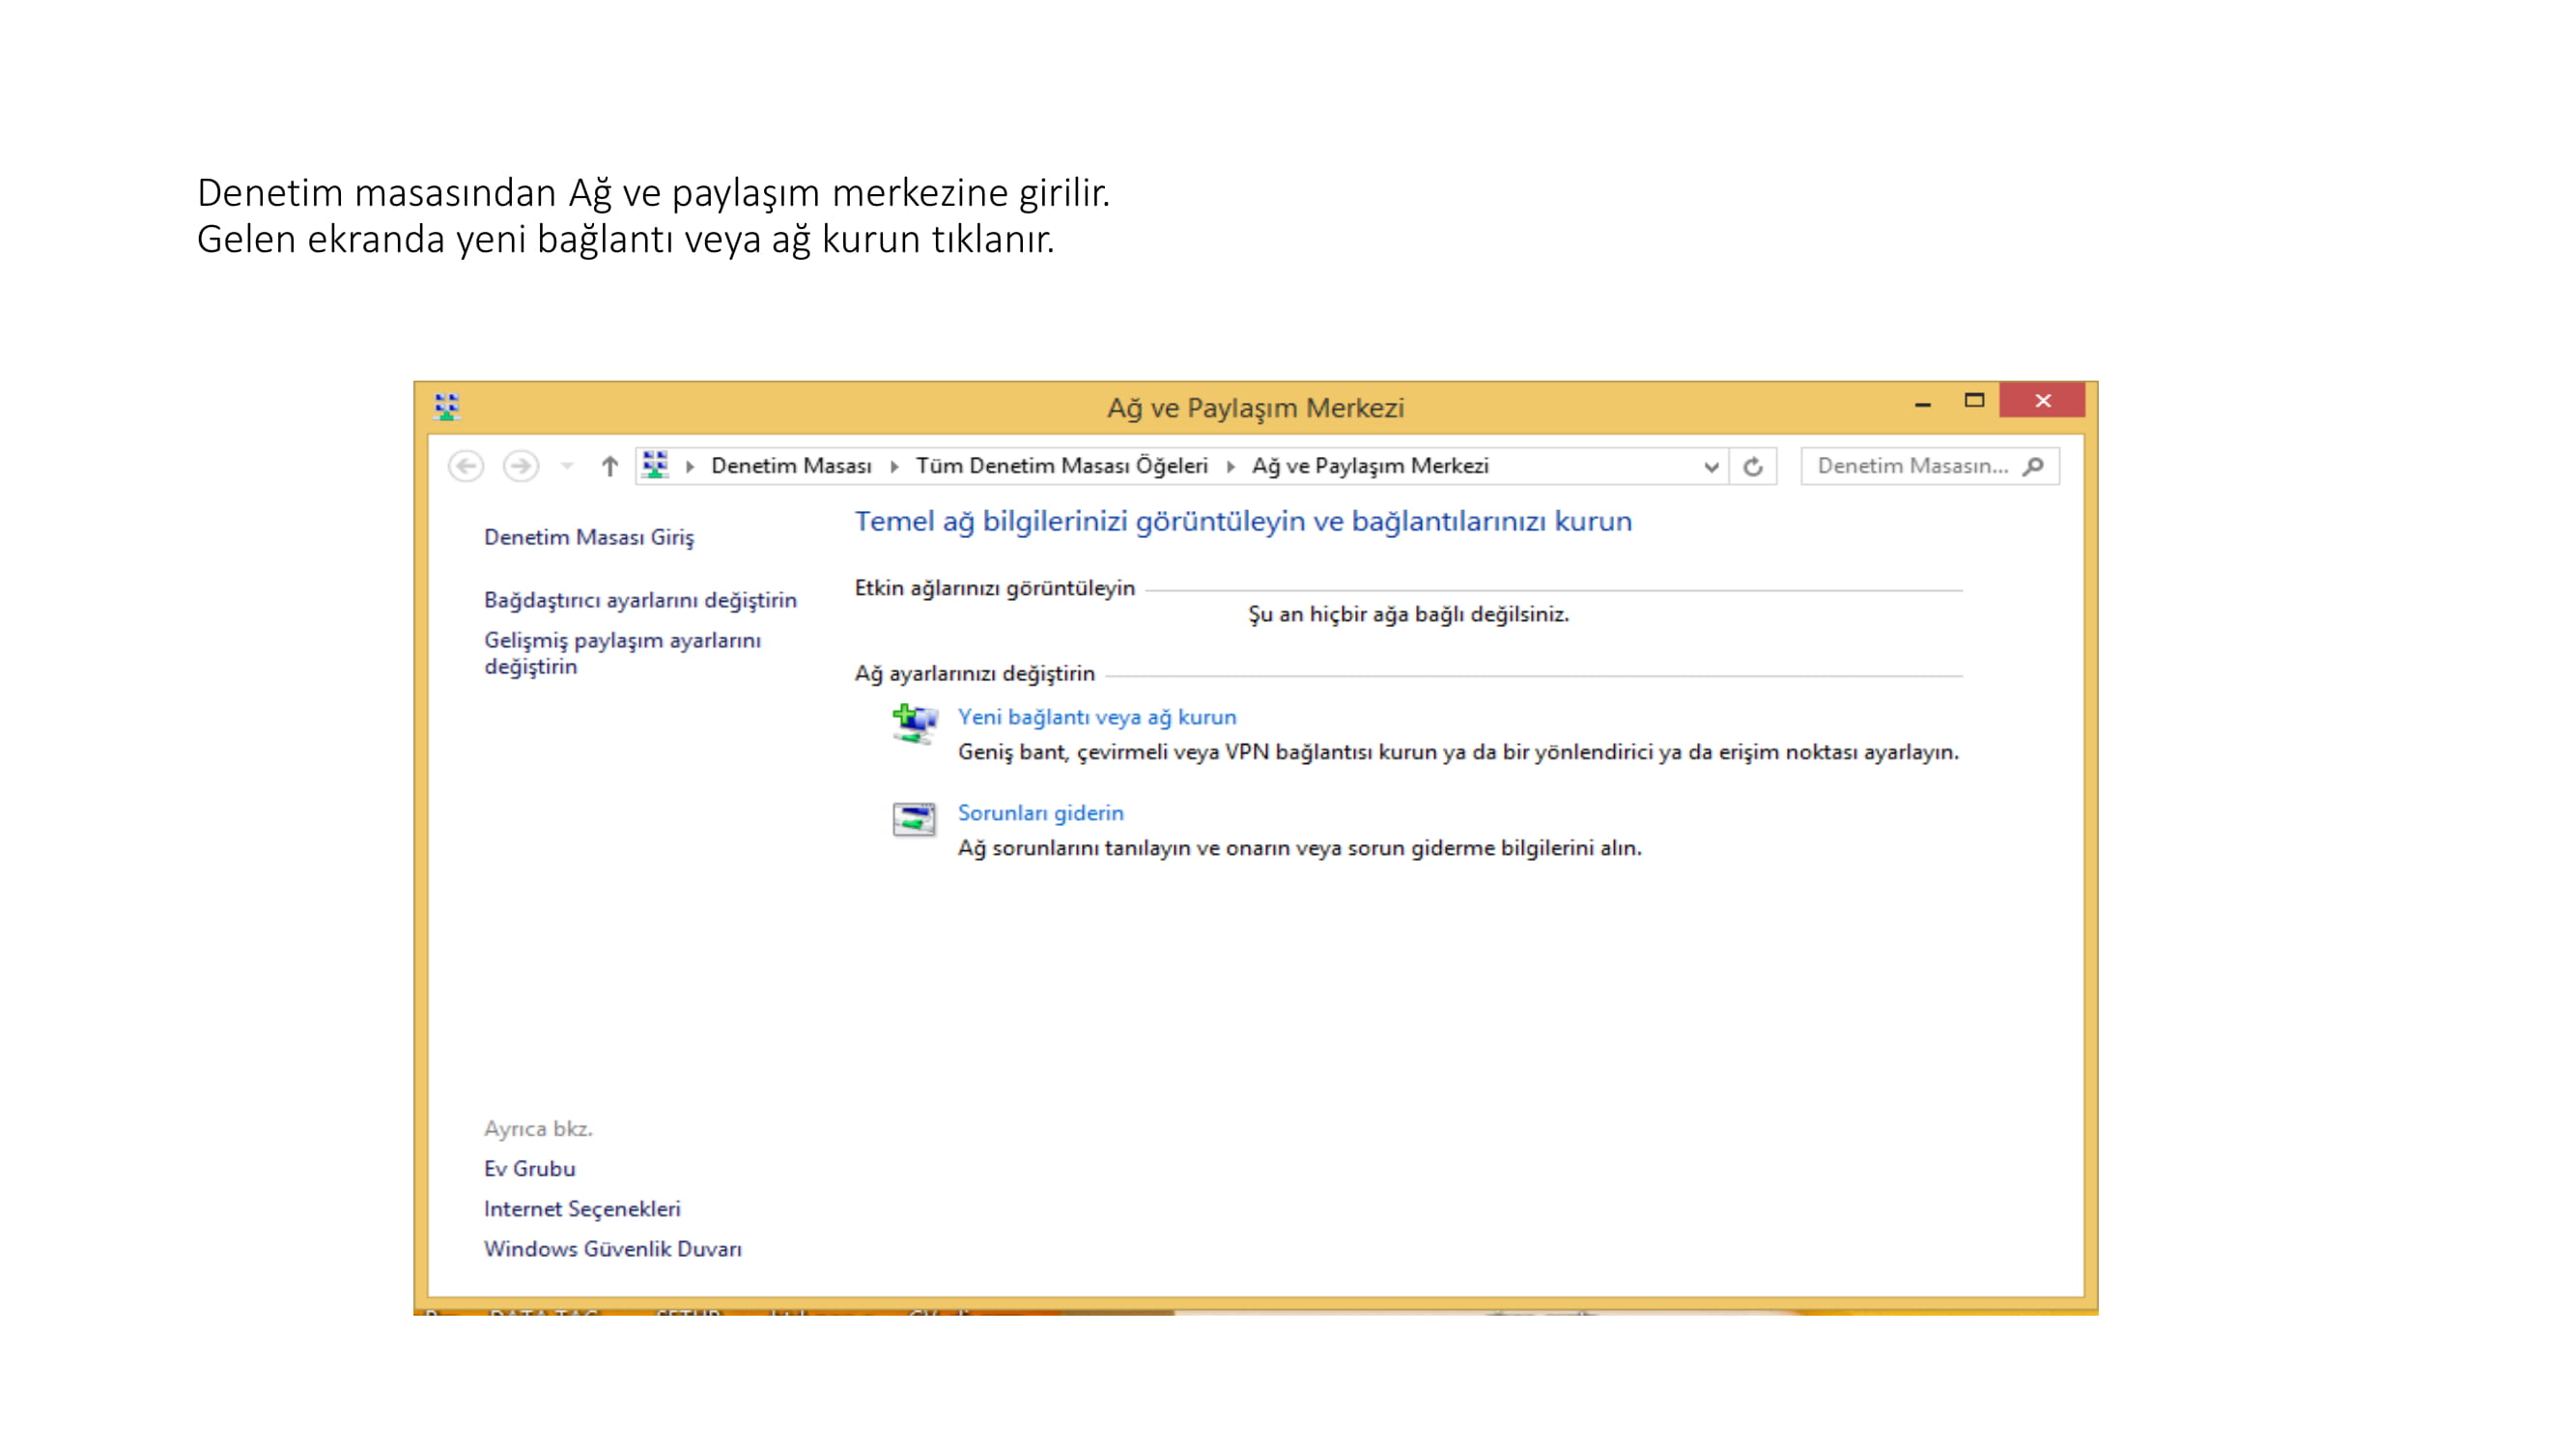 Denetim masasından Ağ ve paylaşım merkezine girilir.
Gelen ekranda yeni bağlantı veya ağ kurun tıklanır.
Ağ ve Paylaşım Merkezi
Denetim Masası Tüm Denetim Masası Öğeleri Ağ ve Paylaşım Merkezi
Denetim Masasın...
Denetim Masası Giriş
Bağdaştırıcı ayarlarını değiştirin
Gelişmiş paylaşım ayarlarını
değiştirin
Temel ağ bilgilerinizi görüntüleyin ve bağlantılarınızı kurun
Etkin ağlarınızı görüntüleyin
Şu an hiçbir ağa bağlı değilsiniz.
Ağ ayarlarınızı değiştirin
Yeni bağlantı veya ağ kurun
Geniş bant, çevirmeli veya VPN bağlantısı kurun ya da bir yönlendirici ya da erişim noktası ayarlayın.
Sorunları giderin
Ağ sorunlarını tanılayın ve onarın veya sorun giderme bilgilerini alın.
Ayrıca bkz.
Ev Grubu
Internet Seçenekleri
Windows Güvenlik Duvarı